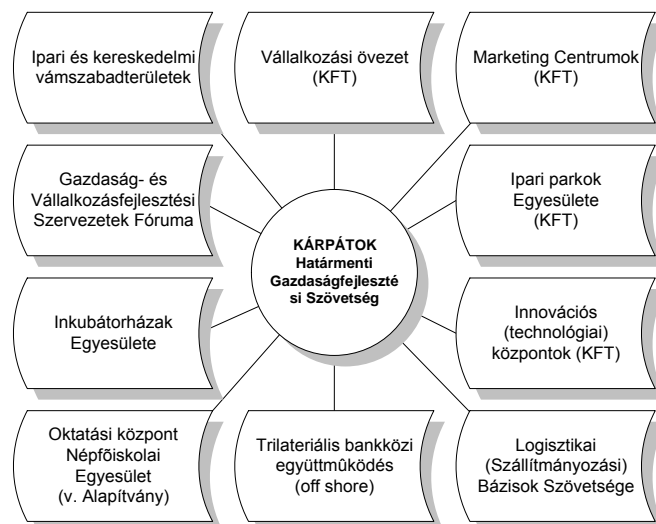 Ipari és kereskedelmi
vámszabadterületek
Vállalkozási övezet
(KFT)
Marketing Centrumok
(KFT)
Gazdaság- és
Vállalkozásfejlesztési
Szervezetek Fóruma
KÁRPÁTOK
Határmenti
Gazdaságfejleszté
si Szövetség
Ipari parkok
Egyesülete
(KFT)
Inkubátorházak
Egyesülete
Innovációs
(technológiai)
központok (KFT)
Oktatási központ
Népfõiskolai
Egyesület
(v. Alapítvány)
Trilateriális bankközi
együttmûködés
(off shore)
Logisztikai
(Szállítmányozási)
Bázisok Szövetsége